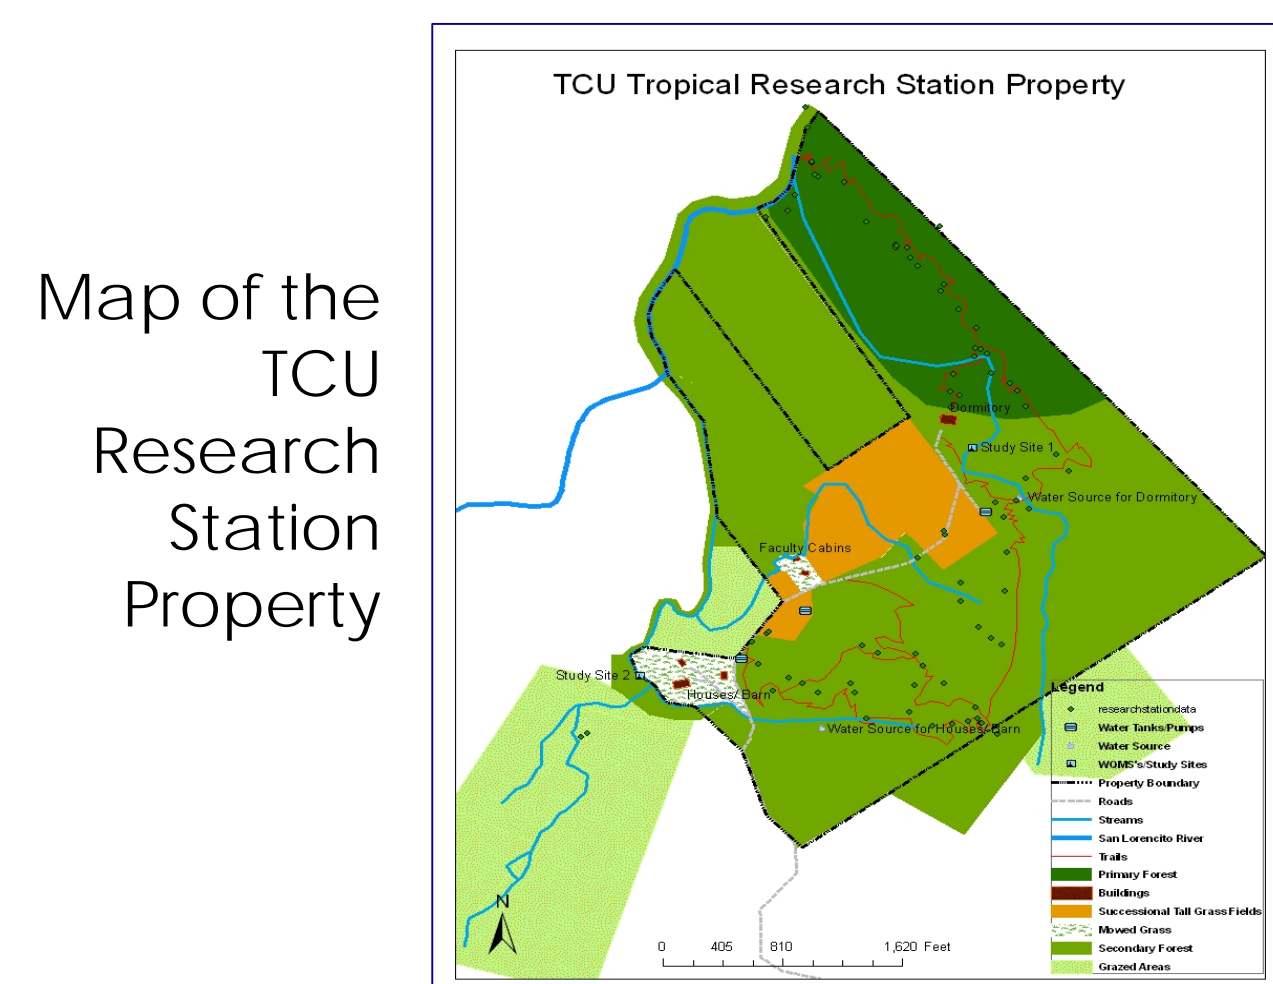 Map of the
TCU
Research
Station
Property
TCU Tropical Research Station Property
Dormitory
Study Site 1
Water Source for Dormitory
Faculty Cabins
Study Site 2
Houses/ Barn
Water Source for Houses/ Barn
Legend
researchstationdata
Water Tanks/Pumps
Water Source
WQMS's/Study Sites
Property Boundary
Roads
Streams
San Lorencito River
Trails
Primary Forest
Buildings
Successional Tall Grass Fields
Mowed Grass
Secondary Forest
Grazed Areas
N
0 405 810 1,620 Feet